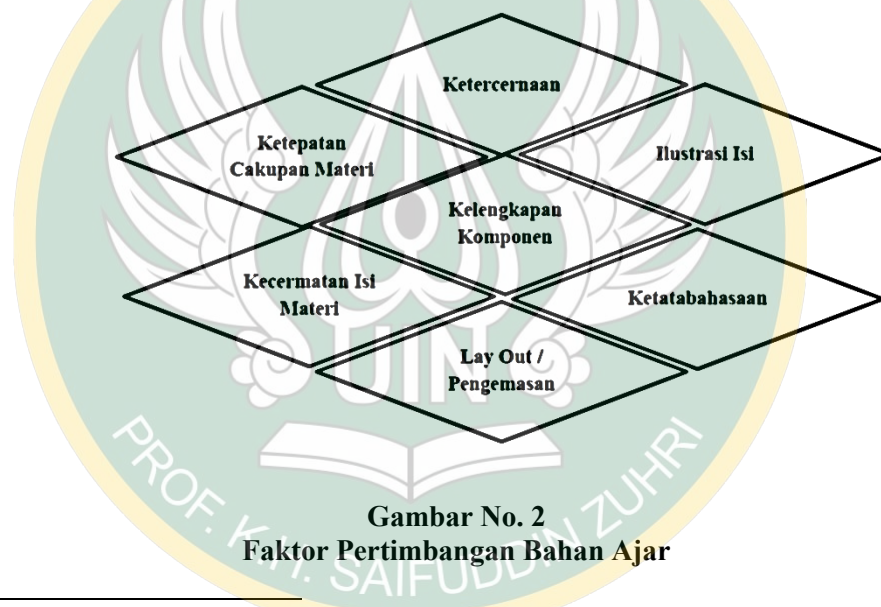 Ketercernaan
Ketepatan
Cakupan Materi
Ilustrasi Isi
Kelengkapan
Komponen
Kecermatan Isi
Materi
Ketatabahasaan
Lay Out /
Pengemasan
UIN
PROF. K.H. SAIFUDDIN ZUHRI
Gambar No. 2
Faktor Pertimbangan Bahan Ajar